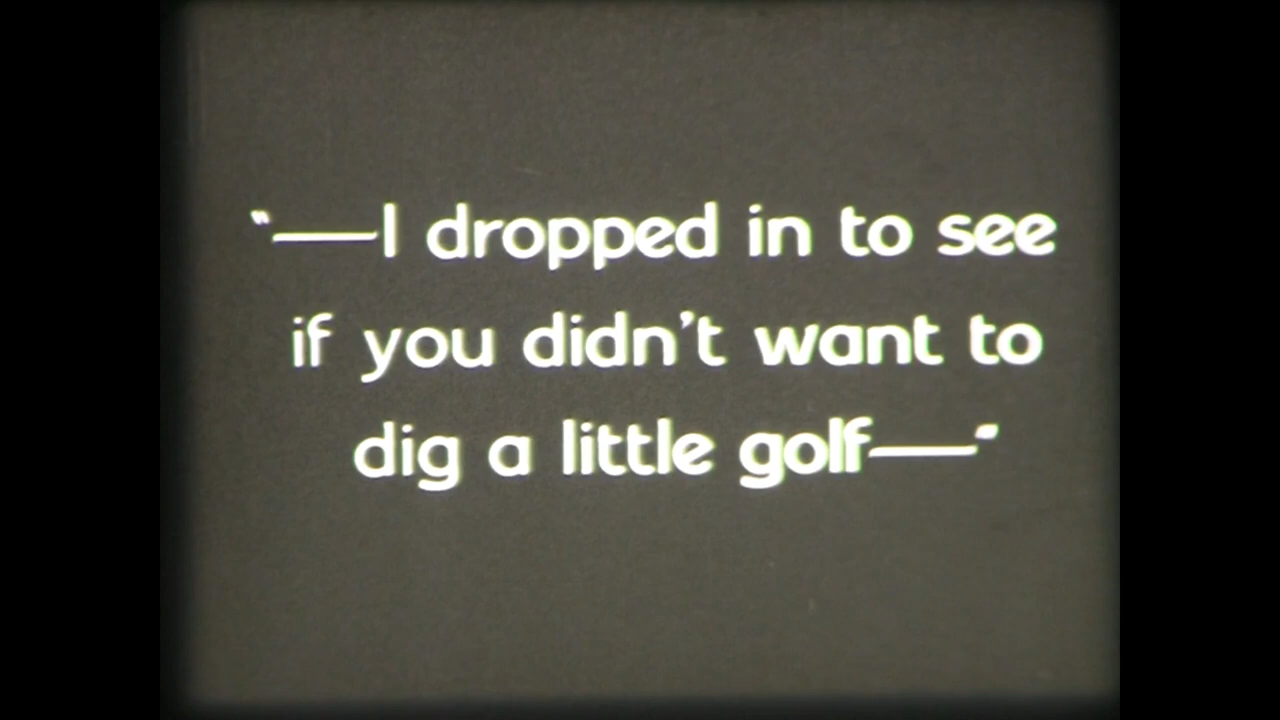 "—I dropped in to see
if you didn't want to
dig a little golf—"